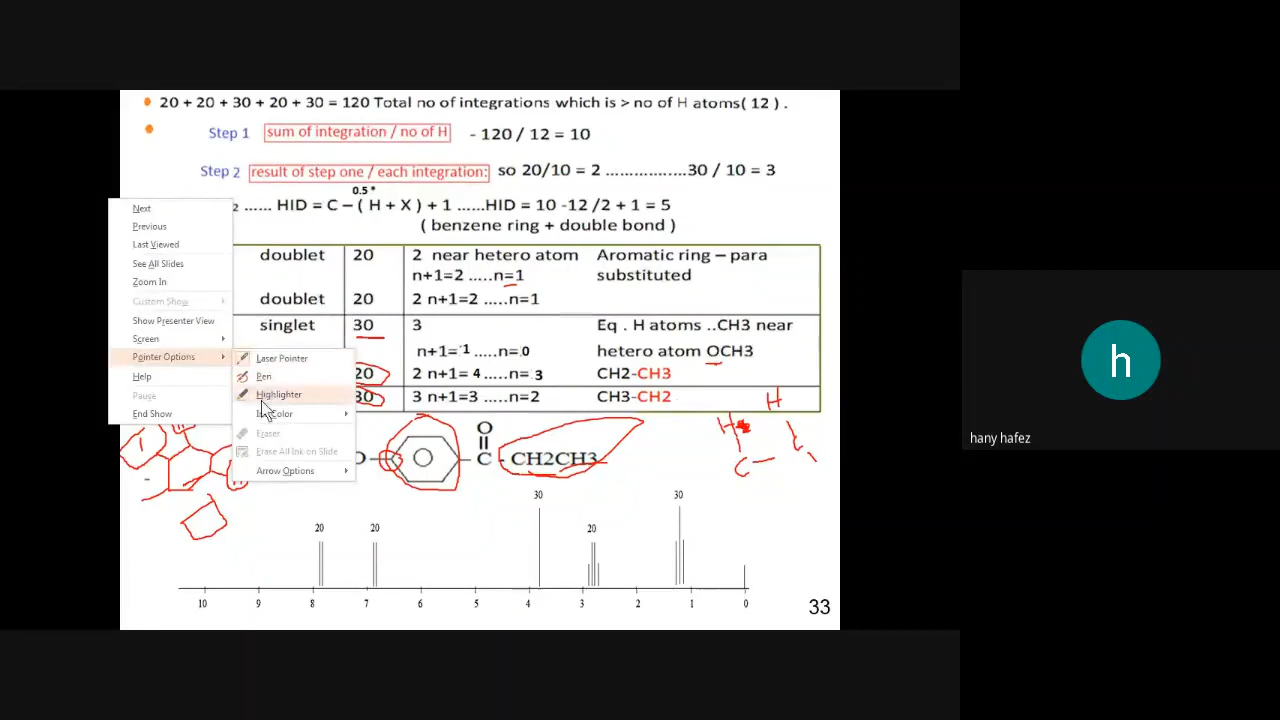 20 + 20 + 30 + 20 + 30 = 120 Total no of integrations which is > no of H atoms( 12 ) .
Step 1 sum of integration / no of H - 120 / 12 = 10
Step 2 result of step one / each integration: so 20/10 = 2 ................30 / 10 = 3
0.5 *
2 ...... HID = C – ( H + X ) + 1 ......HID = 10 -12 /2 + 1 = 5
( benzene ring + double bond )
doublet 20 2 near hetero atom Aromatic ring – para
n+1=2 .....n=1 substituted
doublet 20 2 n+1=2 .....n=1
singlet 30 3 Eq . H atoms ..CH3 near
n+1=1 .....n=0 hetero atom OCH3
20 2 n+1= 4 .....n= 3 CH2-CH3
30 3 n+1=3 .....n=2 CH3-CH2
Next
Previous
Last Viewed
See All Slides
Zoom In
Custom Show
Show Presenter View
Screen
Pointer Options
Help
Pause
End Show
Laser Pointer
Pen
Highlighter
Ink Color
Eraser
Erase All Ink on Slide
Arrow Options
H
H
C
O
O C - CH2CH3
30 30
20 20 20
10 9 8 7 6 5 4 3 2 1 0
33
h
hany hafez